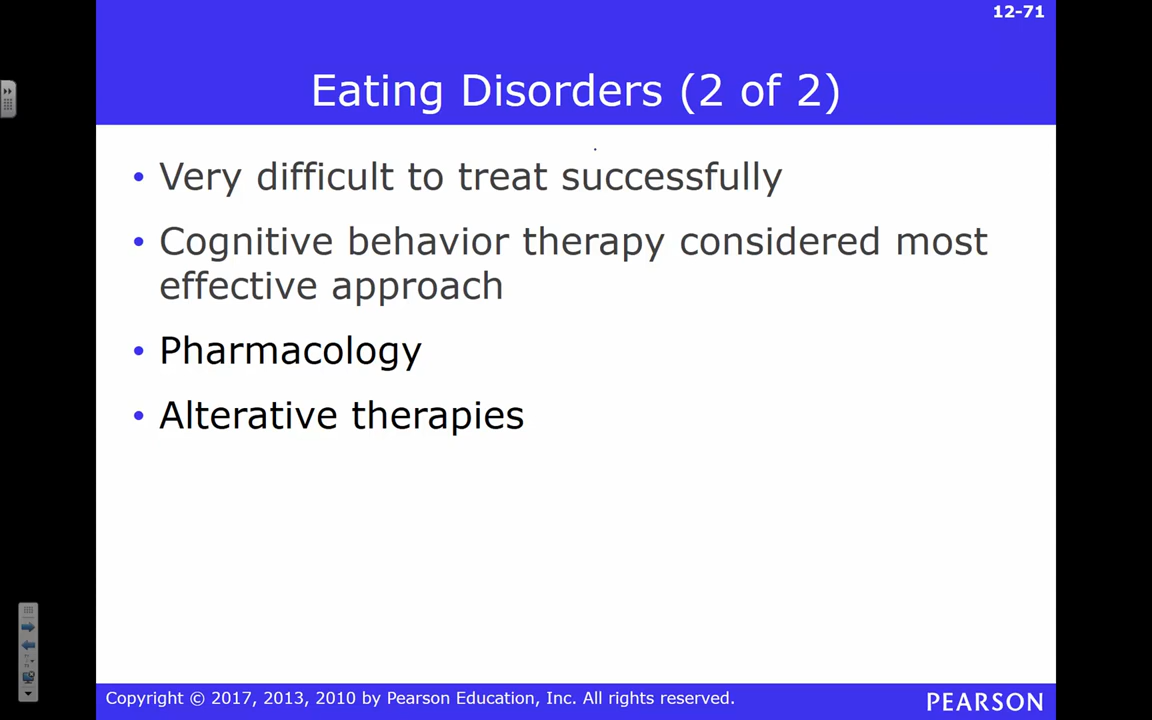 12-71
Eating Disorders (2 of 2)
• Very difficult to treat successfully
• Cognitive behavior therapy considered most
effective approach
• Pharmacology
• Alterative therapies
Copyright © 2017, 2013, 2010 by Pearson Education, Inc. All rights reserved.
PEARSON